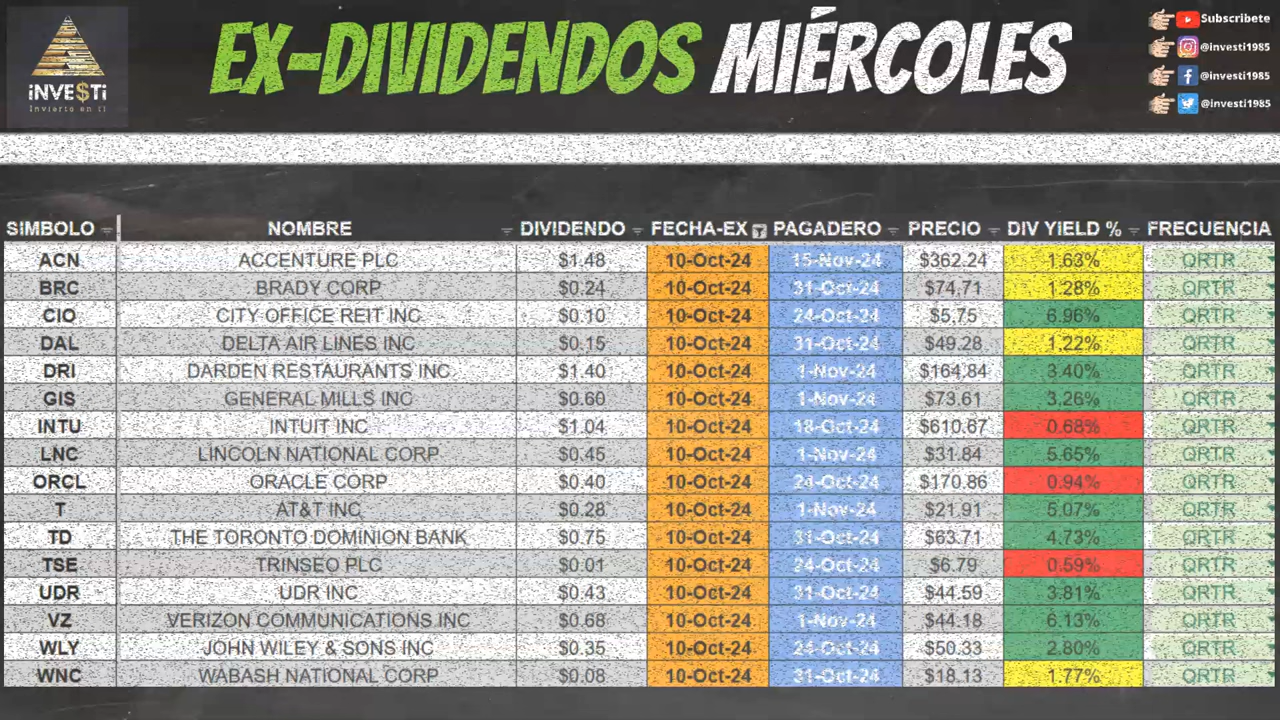 iNVE$Ti
Invierto en ti
EX-DIVIDENDOS MIÉRCOLES
Subscribete
@investi1985
@investi1985
@investi1985
SIMBOLO NOMBRE DIVIDENDO FECHA-EX PAGADERO PRECIO DIV YIELD % FRECUENCIA
ACN ACCENTURE PLC $1.48 10-Oct-24 15-Nov-24 $362.24 1.63% QRTR
BRC BRADY CORP $0.24 10-Oct-24 31-Oct-24 $74.71 1.28% QRTR
CIO CITY OFFICE REIT INC $0.10 10-Oct-24 24-Oct-24 $5.75 6.96% QRTR
DAL DELTA AIR LINES INC $0.15 10-Oct-24 31-Oct-24 $49.28 1.22% QRTR
DRI DARDEN RESTAURANTS INC $1.40 10-Oct-24 1-Nov-24 $164.84 3.40% QRTR
GIS GENERAL MILLS INC $0.60 10-Oct-24 1-Nov-24 $73.61 3.26% QRTR
INTU INTUIT INC $1.04 10-Oct-24 18-Oct-24 $610.67 0.68% QRTR
LNC LINCOLN NATIONAL CORP $0.45 10-Oct-24 1-Nov-24 $31.84 5.65% QRTR
ORCL ORACLE CORP $0.40 10-Oct-24 24-Oct-24 $170.86 0.94% QRTR
T AT&T INC $0.28 10-Oct-24 1-Nov-24 $21.91 5.07% QRTR
TD THE TORONTO DOMINION BANK $0.75 10-Oct-24 31-Oct-24 $63.71 4.73% QRTR
TSE TRINSEO PLC $0.01 10-Oct-24 24-Oct-24 $6.79 0.59% QRTR
UDR UDR INC $0.43 10-Oct-24 31-Oct-24 $44.59 3.81% QRTR
VZ VERIZON COMMUNICATIONS INC $0.68 10-Oct-24 1-Nov-24 $44.18 6.13% QRTR
WLY JOHN WILEY & SONS INC $0.35 10-Oct-24 24-Oct-24 $50.33 2.80% QRTR
WNC WABASH NATIONAL CORP $0.08 10-Oct-24 31-Oct-24 $18.13 1.77% QRTR